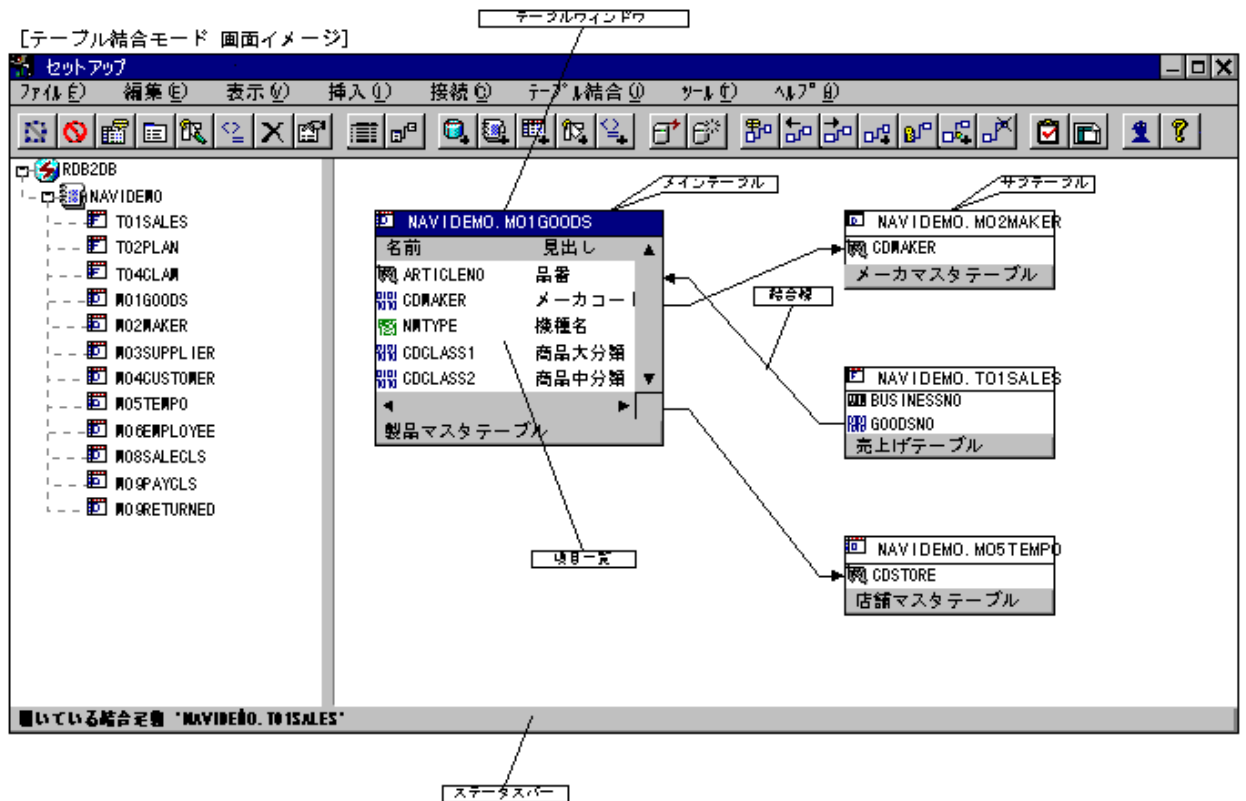 テーブルウィンドウ
[テーブル結合モード 画面イメージ]
セットアップ
ファイル(F) 編集(E) 表示(V) 挿入(I) 接続(C) テーブル結合(J) ツール(T) ヘルプ(H)
RDB2DB
NAVIDEMO
T01SALES
T02PLAN
T04CLAM
M01GOODS
M02MAKER
M03SUPPLIER
M04CUSTOMER
M05TEMPO
M06EMPLOYEE
M08SALECLS
M09PAYCLS
M09RETURNED
メインテーブル
サブテーブル
NAVIDEMO.M01GOODS
名前 見出し
ARTICLENO 品番
CDMAKER メーカコード
NMTYPE 機種名
CDCLASS1 商品大分類
CDCLASS2 商品中分類
製品マスタテーブル
NAVIDEMO.M02MAKER
CDMAKER
メーカマスタテーブル
結合線
NAVIDEMO.T01SALES
BUSINESSNO
GOODSNO
売上げテーブル
項目一覧
NAVIDEMO.M05TEMPO
CDSTORE
店舗マスタテーブル
開いている結合定義 "NAVIDEMO.T01SALES"
ステータスバー